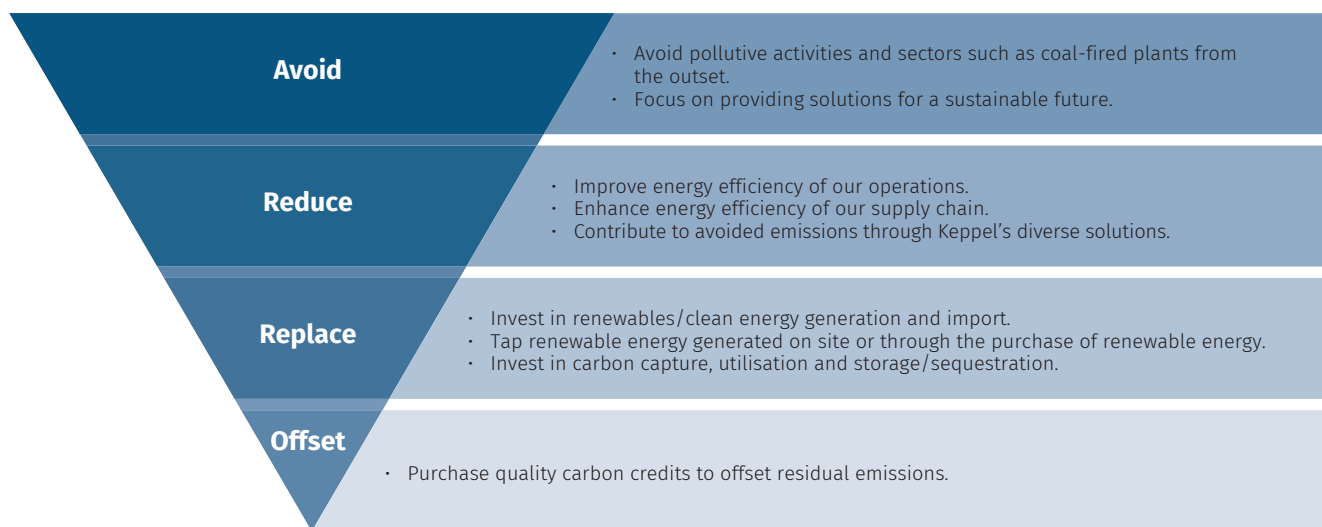 Avoid
· Avoid pollutive activities and sectors such as coal-fired plants from
the outset.
· Focus on providing solutions for a sustainable future.
Reduce
· Improve energy efficiency of our operations.
· Enhance energy efficiency of our supply chain.
· Contribute to avoided emissions through Keppel's diverse solutions.
Replace
· Invest in renewables/clean energy generation and import.
· Tap renewable energy generated on site or through the purchase of renewable energy.
· Invest in carbon capture, utilisation and storage/sequestration.
Offset
· Purchase quality carbon credits to offset residual emissions.